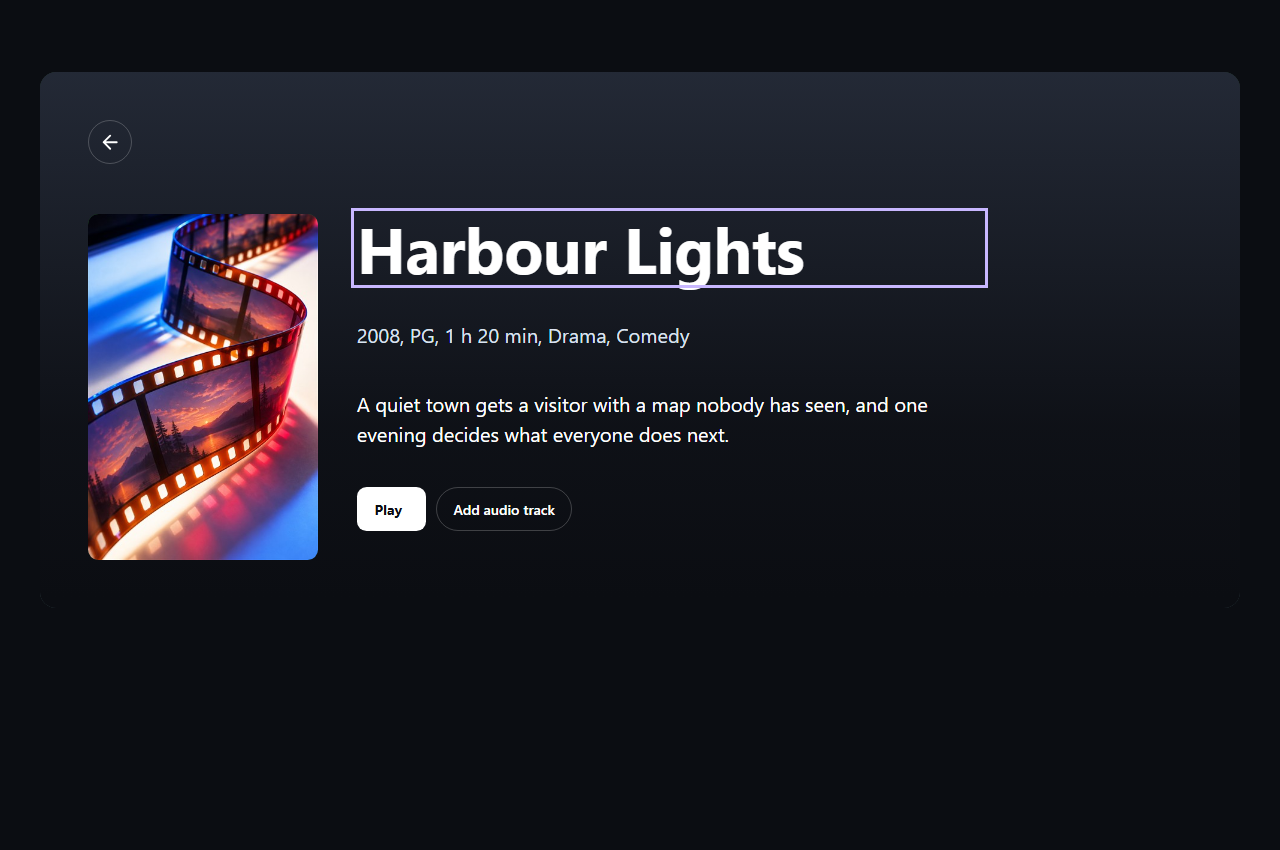 Harbour Lights
2008, PG, 1 h 20 min, Drama, Comedy
A quiet town gets a visitor with a map nobody has seen, and one
evening decides what everyone does next.
Play
Add audio track